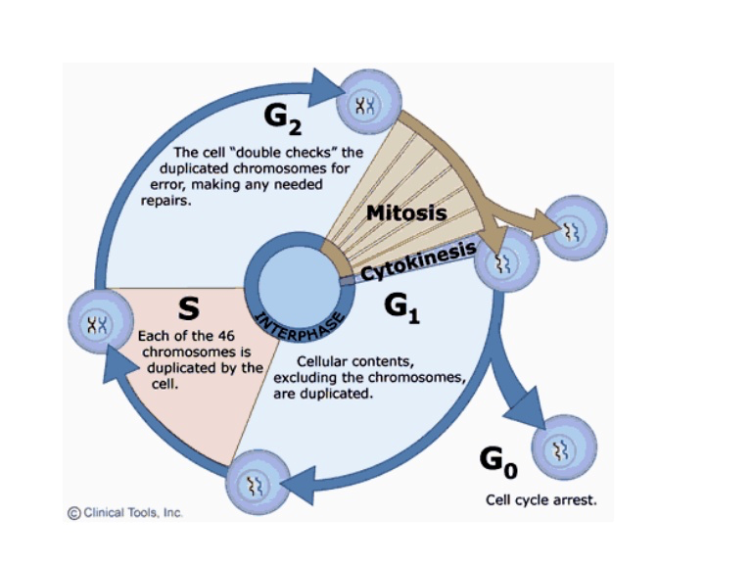 G2
The cell “double checks” the
duplicated chromosomes for
error, making any needed
repairs.
Mitosis
Cytokinesis
G1
Cellular contents,
excluding the chromosomes,
are duplicated.
S
Each of the 46
chromosomes is
duplicated by the
cell.
INTERPHASE
G0
Cell cycle arrest.
© Clinical Tools, Inc.